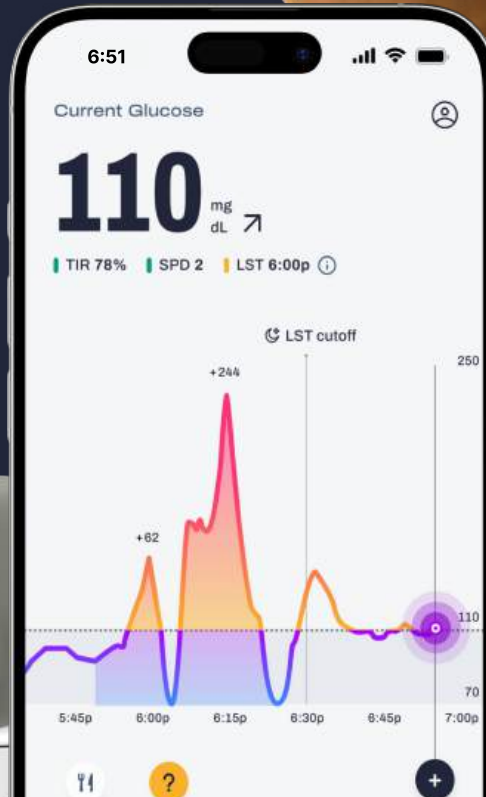 6:51
Current Glucose
110 mg
dL
TIR 78% SPD 2 LST 6:00p i
LST cutoff
250
+244
+62
110
70
5:45p 6:00p 6:15p 6:30p 6:45p 7:00p
?
+